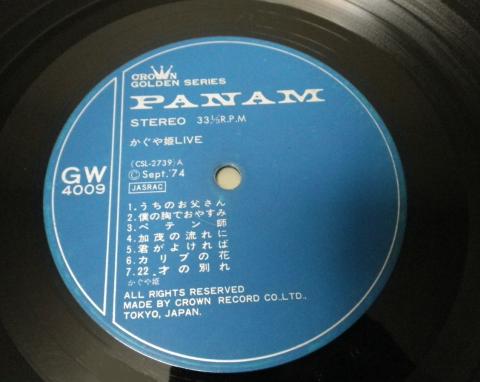 CROWN
GOLDEN SERIES
PANAM
STEREO 33 1/3 R.P.M
かぐや姫LIVE
(CSL-2739)A
©Sept.'74
JASRAC
GW
4009
1.うちのお父さん
2.僕の胸でおやすみ
3.ペテン師
4.加茂の流れに
5.君がよければ
6.カリブの花
7.22才の別れ
かぐや姫
ALL RIGHTS RESERVED
MADE BY CROWN RECORD CO.,LTD.,
TOKYO, JAPAN.